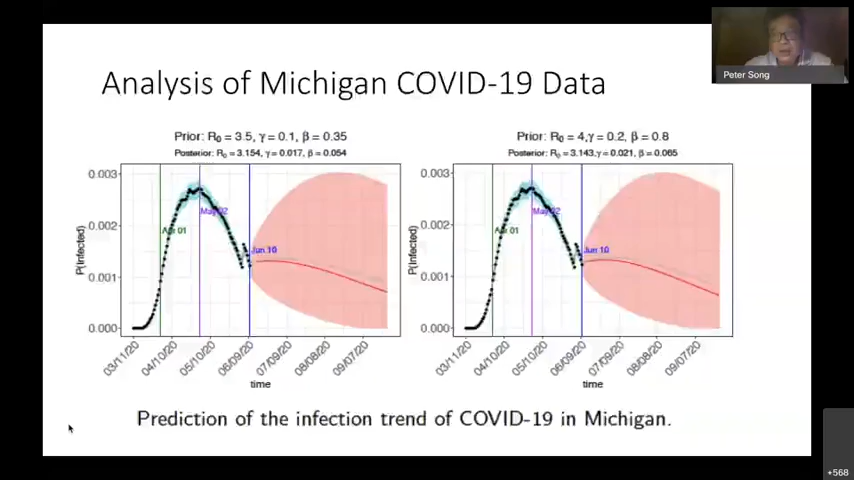 Peter Song
Analysis of Michigan COVID-19 Data
Prior: R₀ = 3.5, γ = 0.1, β = 0.35
Posterior: R₀ = 3.154, γ = 0.017, β = 0.054
P(Infected)
0.003
0.002
0.001
0.000
Apr 01
May 02
Jun 10
03/11/20
04/10/20
05/10/20
06/09/20
07/09/20
08/08/20
09/07/20
time
Prior: R₀ = 4,γ = 0.2, β = 0.8
Posterior: R₀ = 3.143,γ = 0.021, β = 0.065
P(Infected)
0.003
0.002
0.001
0.000
Apr 01
May 02
Jun 10
03/11/20
04/10/20
05/10/20
06/09/20
07/09/20
08/08/20
09/07/20
time
Prediction of the infection trend of COVID-19 in Michigan.
+568